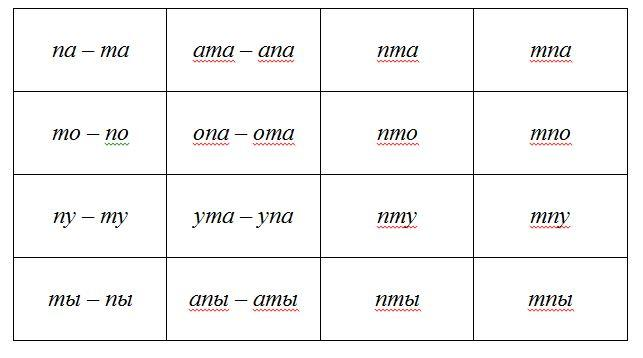 па – та ата – апа пта тпа
то – по опа – ота пто тпо
пу – ту ута – упа пту тпу
ты – пы апы – аты пты тпы